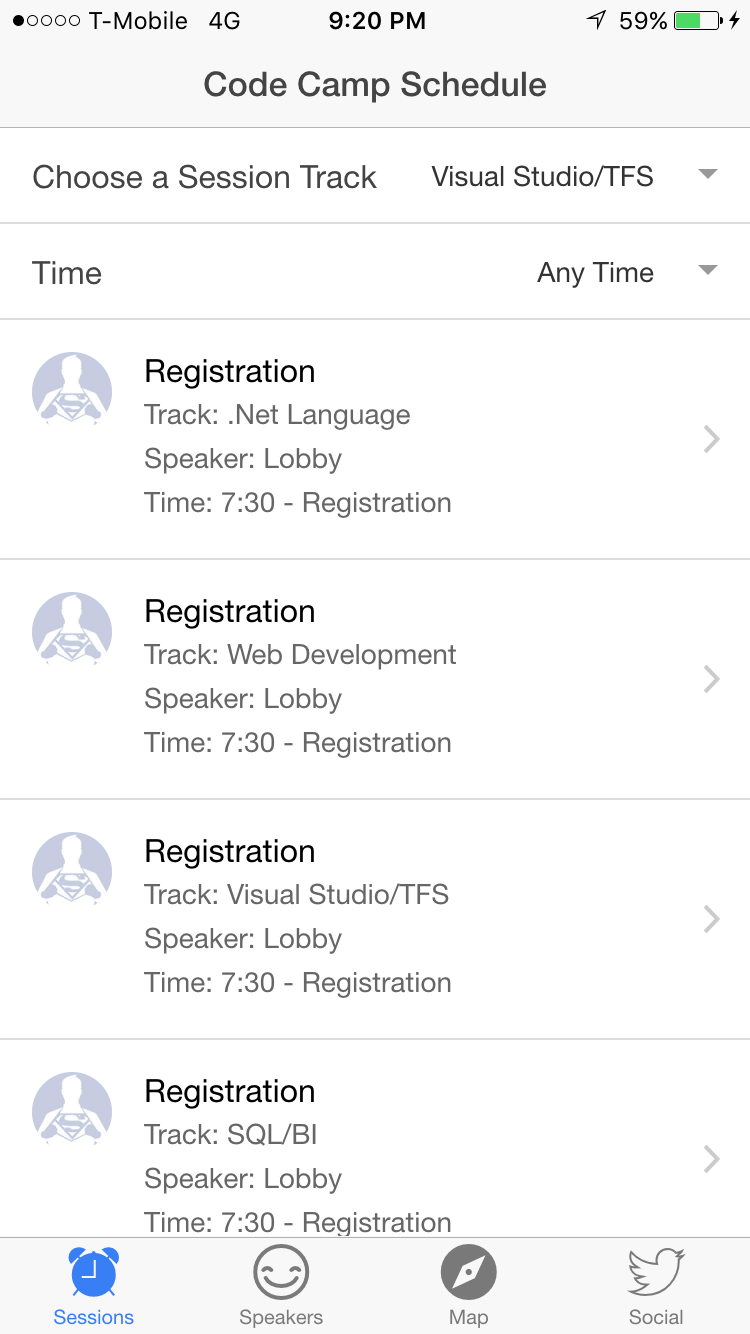 T-Mobile 4G 9:20 PM 59%
Code Camp Schedule
Choose a Session Track Visual Studio/TFS
Time Any Time
Registration
Track: .Net Language
Speaker: Lobby
Time: 7:30 - Registration
Registration
Track: Web Development
Speaker: Lobby
Time: 7:30 - Registration
Registration
Track: Visual Studio/TFS
Speaker: Lobby
Time: 7:30 - Registration
Registration
Track: SQL/BI
Speaker: Lobby
Time: 7:30 - Registration
Sessions Speakers Map Social